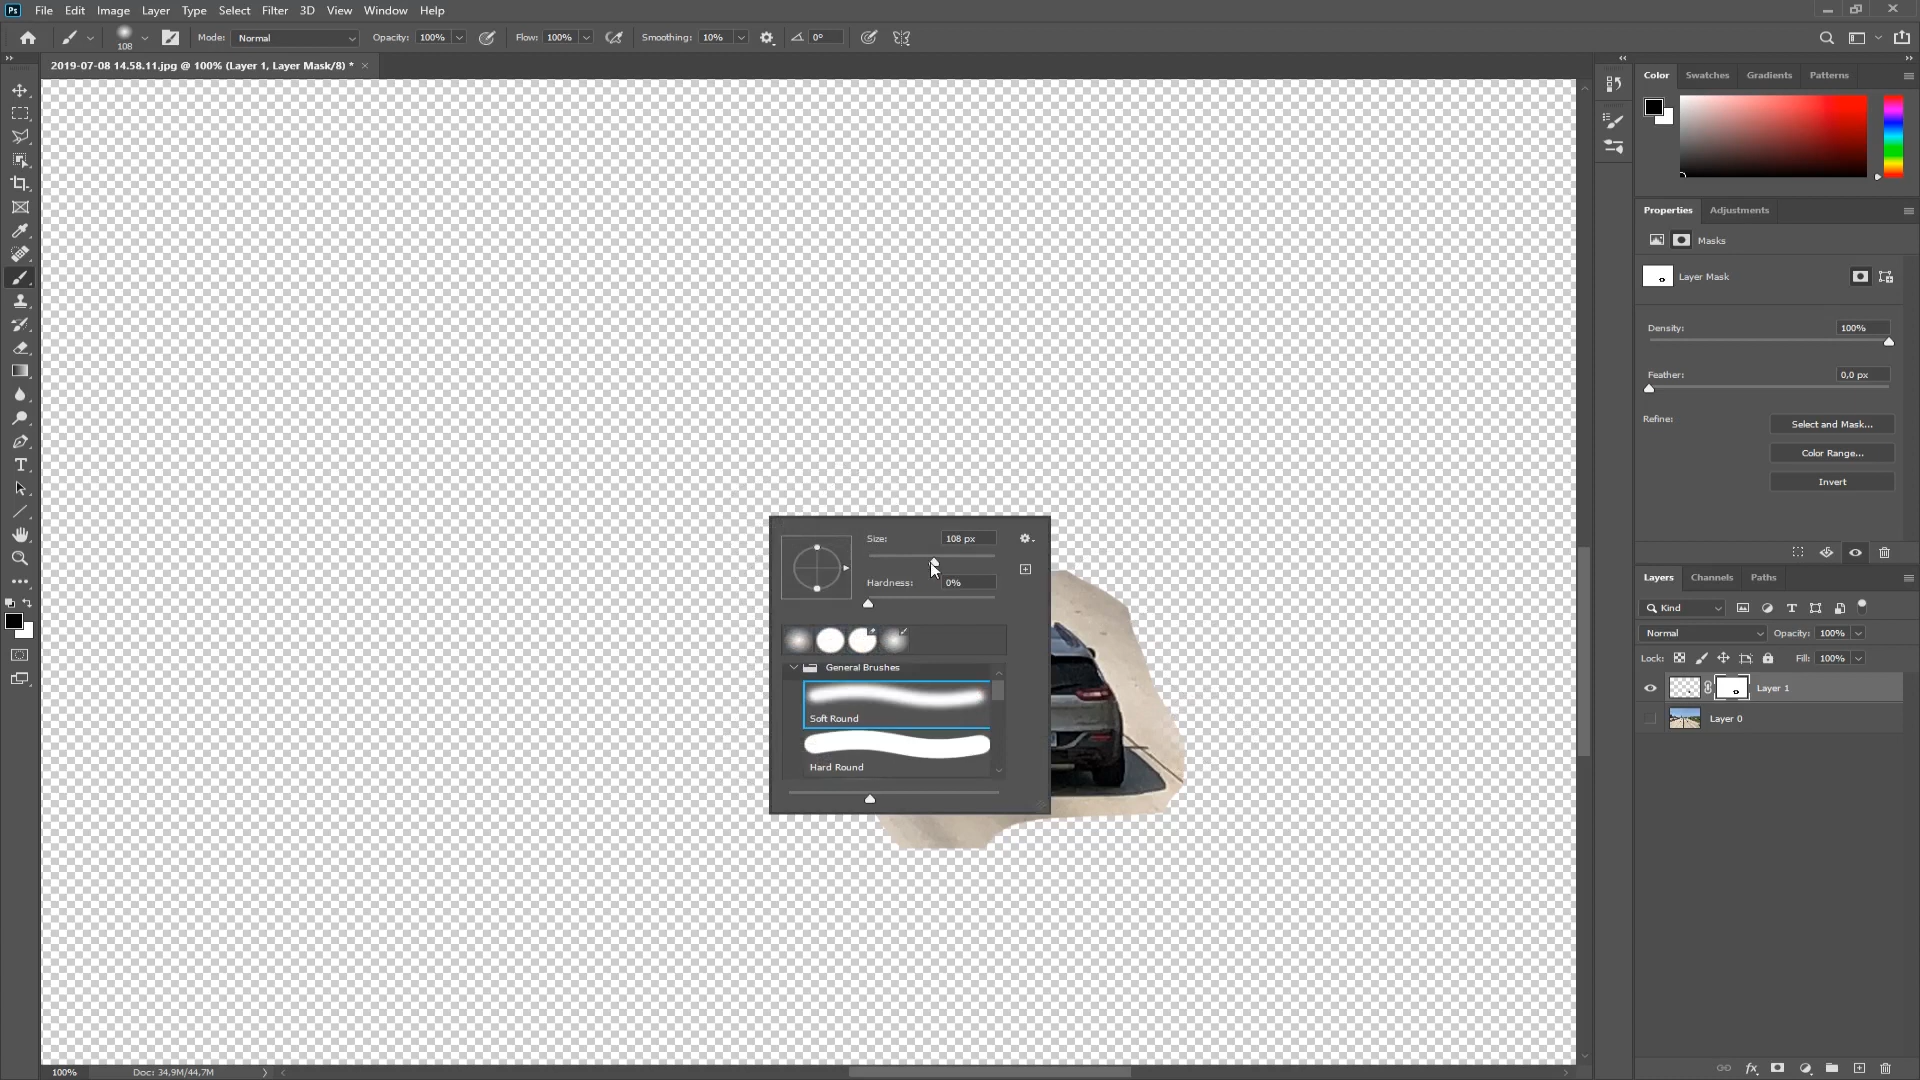 Ps File Edit Image Layer Type Select Filter 3D View Window Help
108 Mode: Normal Opacity: 100% Flow: 100% Smoothing: 10% 0°
2019-07-08 14.58.11.jpg @ 100% (Layer 1, Layer Mask/8) *
Color Swatches Gradients Patterns
Properties Adjustments
Masks
Layer Mask
Density: 100%
Feather: 0,0 px
Refine: Select and Mask...
Color Range...
Invert
Size: 108 px
Hardness: 0%
General Brushes
Soft Round
Hard Round
Layers Channels Paths
Kind
Normal Opacity: 100%
Lock: Fill: 100%
Layer 1
Layer 0
100% Doc: 34,9M/44,7M